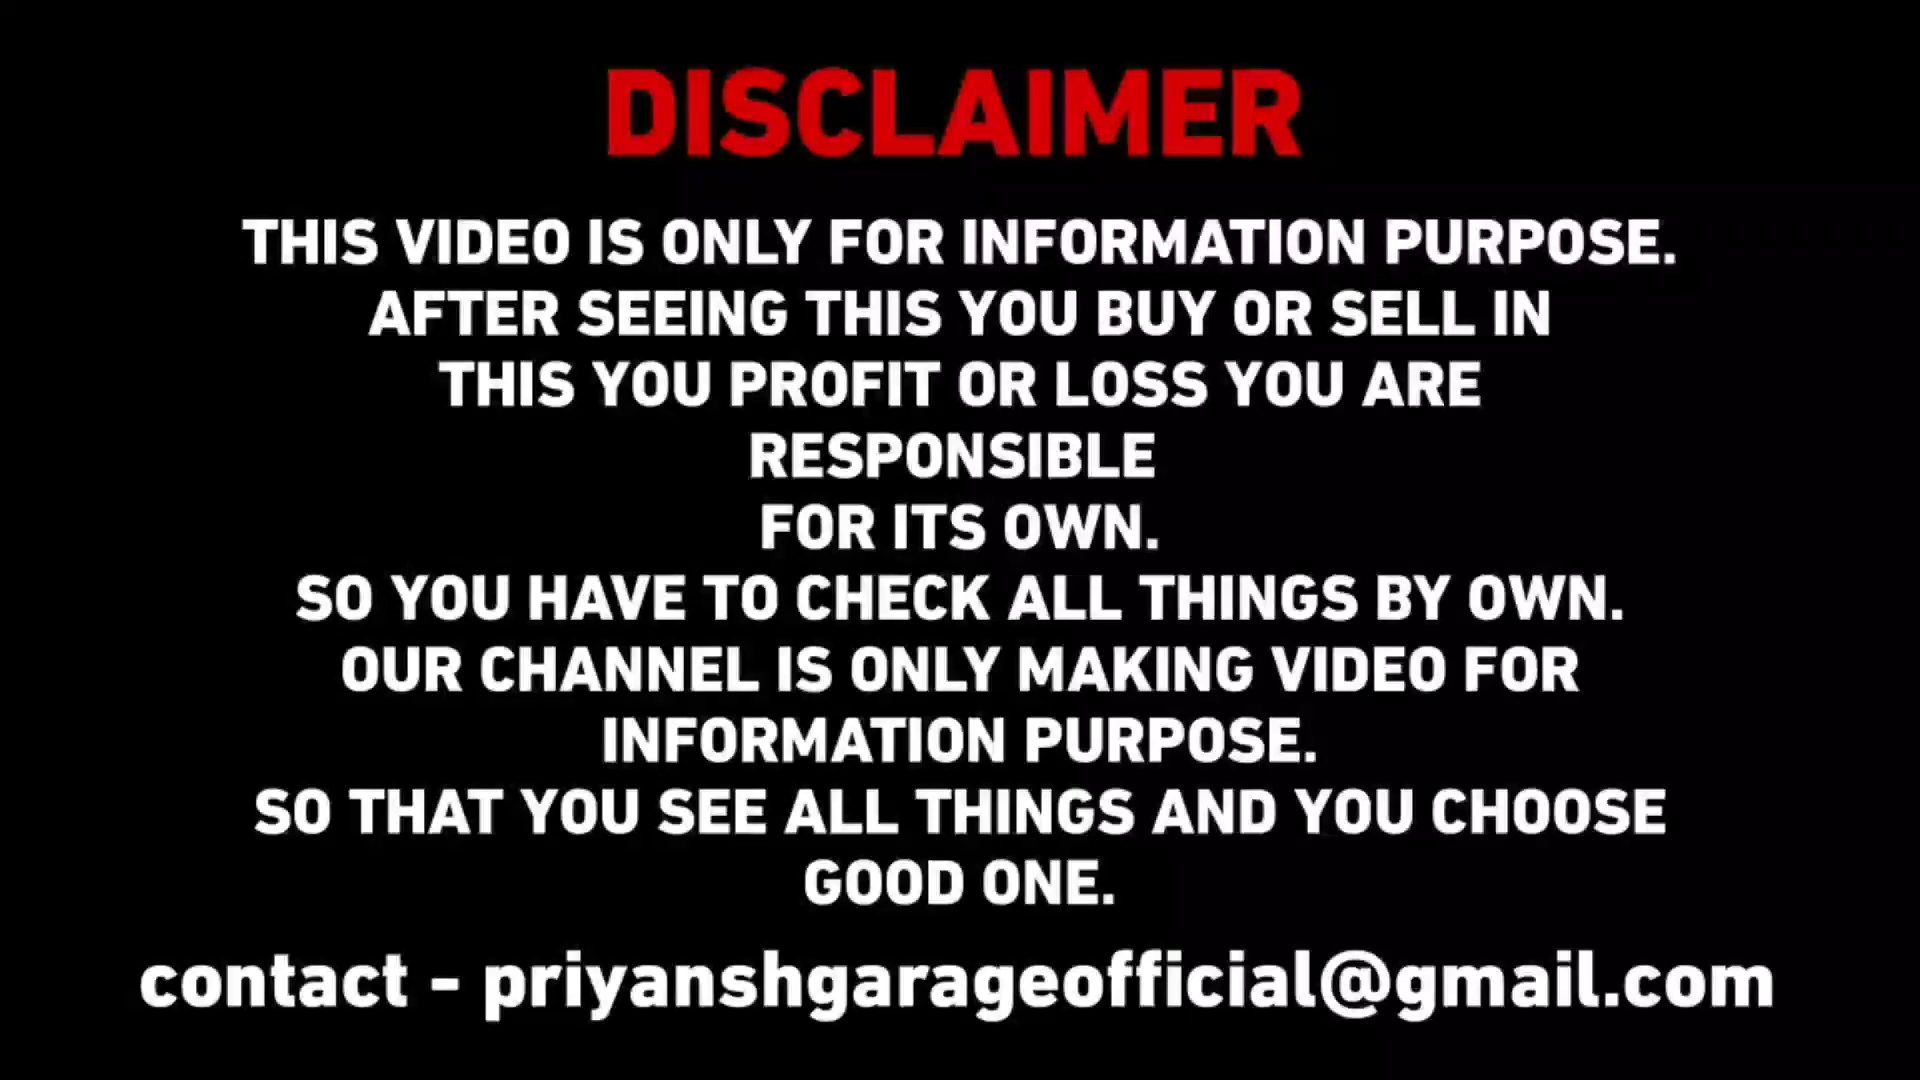 DISCLAIMER
THIS VIDEO IS ONLY FOR INFORMATION PURPOSE.
AFTER SEEING THIS YOU BUY OR SELL IN
THIS YOU PROFIT OR LOSS YOU ARE
RESPONSIBLE
FOR ITS OWN.
SO YOU HAVE TO CHECK ALL THINGS BY OWN.
OUR CHANNEL IS ONLY MAKING VIDEO FOR
INFORMATION PURPOSE.
SO THAT YOU SEE ALL THINGS AND YOU CHOOSE
GOOD ONE.
contact - priyanshgarageofficial@gmail.com